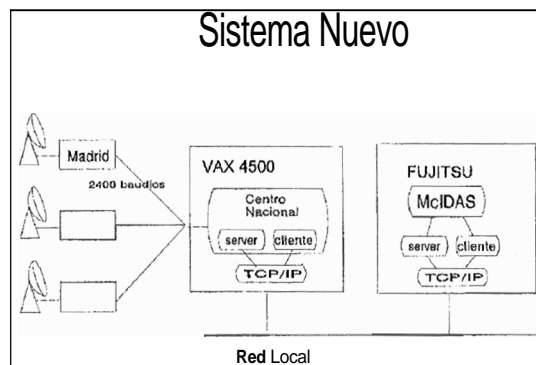 Sistema Nuevo
Madrid
2400 baudios
VAX 4500
Centro
Nacional
server
cliente
TCP/IP
FUJITSU
McIDAS
server
cliente
TCP/IP
Red Local